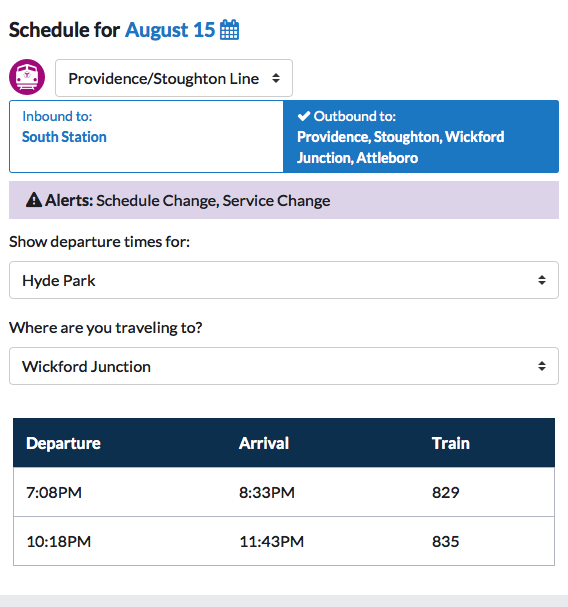 Schedule for August 15
Providence/Stoughton Line
Inbound to:
South Station
Outbound to:
Providence, Stoughton, Wickford
Junction, Attleboro
Alerts: Schedule Change, Service Change
Show departure times for:
Hyde Park
Where are you traveling to?
Wickford Junction
Departure Arrival Train
7:08PM 8:33PM 829
10:18PM 11:43PM 835